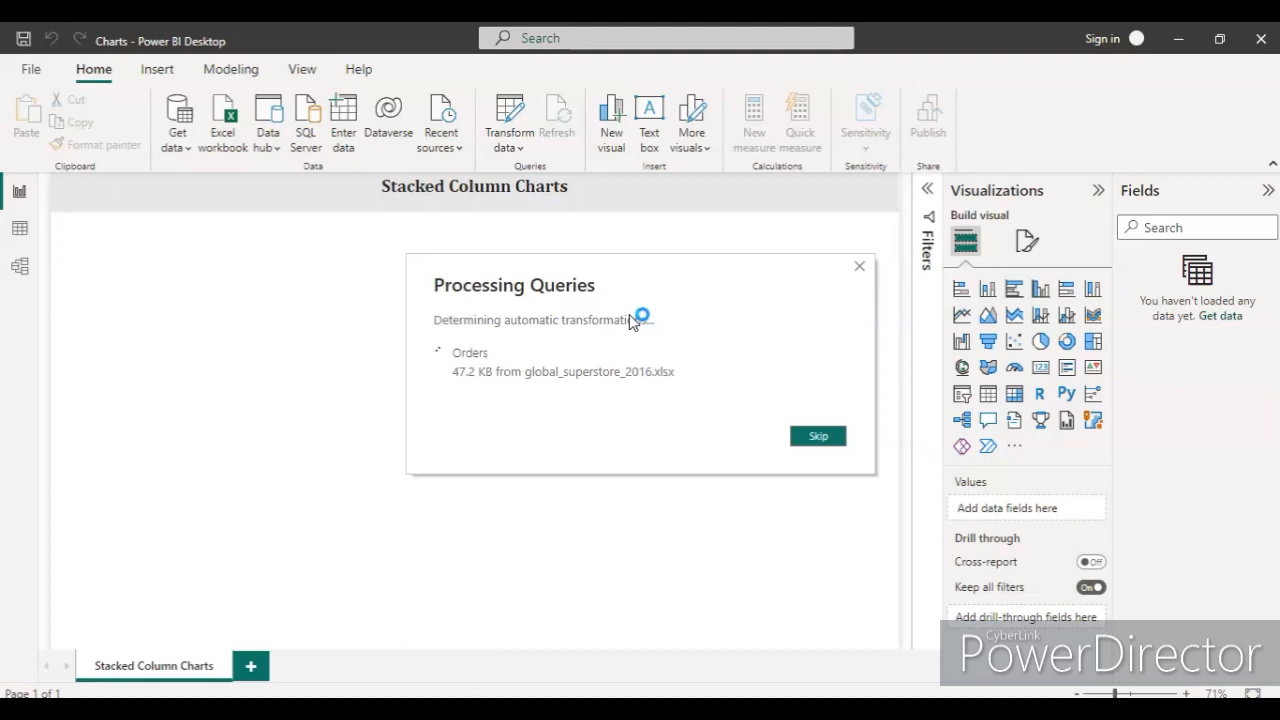 Charts - Power BI Desktop
Search
Sign in
File Home Insert Modeling View Help
Paste
Cut
Copy
Format painter
Clipboard
Get data
Excel workbook
Data hub
SQL Server
Enter data
Dataverse
Recent sources
Data
Transform data
Refresh
Queries
New visual
Text box
More visuals
Insert
New measure
Quick measure
Calculations
Sensitivity
Sensitivity
Publish
Share
Stacked Column Charts
Processing Queries
Determining automatic transformati...
Orders
47.2 KB from global_superstore_2016.xlsx
Skip
Filters
Visualizations
Build visual
R
Py
123
Values
Add data fields here
Drill through
Cross-report
Off
Keep all filters
On
Add drill-through fields here
Fields
Search
You haven't loaded any
data yet. Get data
Stacked Column Charts
+
Page 1 of 1
- + 71%
CyberLink
PowerDirector